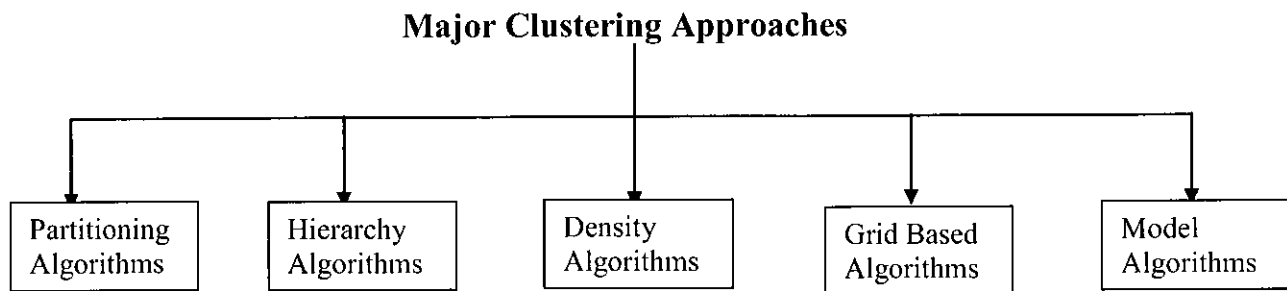 Major Clustering Approaches
Partitioning
Algorithms
Hierarchy
Algorithms
Density
Algorithms
Grid Based
Algorithms
Model
Algorithms